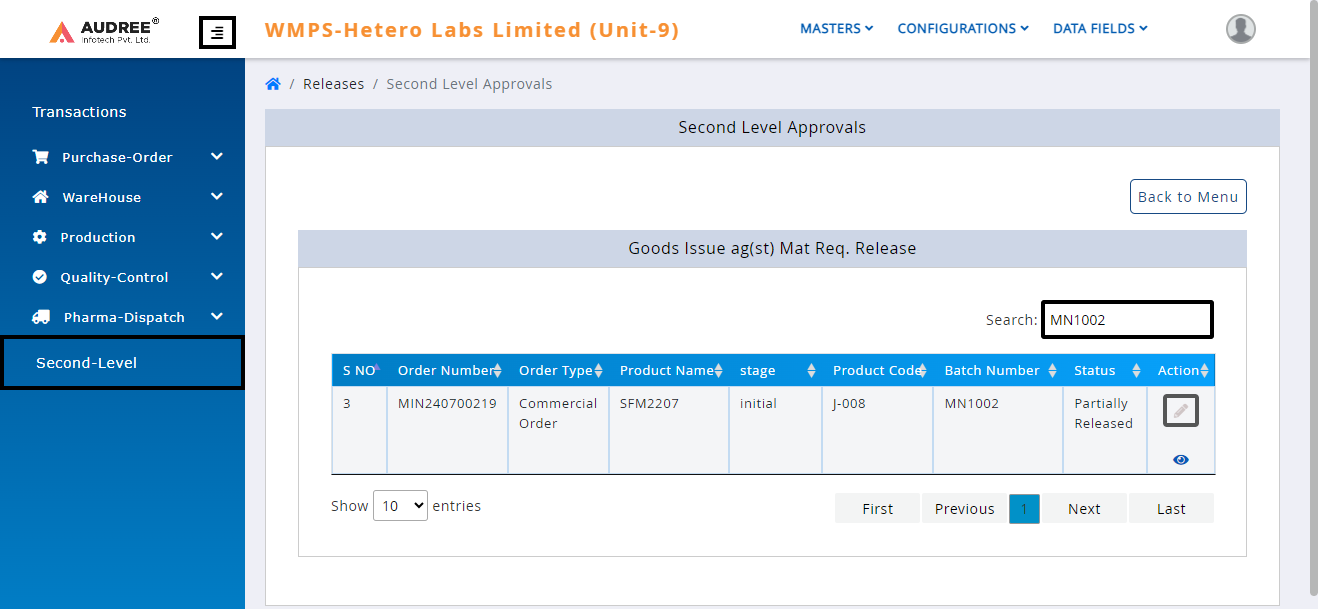 AUDREE®
Infotech Pvt. Ltd.
WMPS-Hetero Labs Limited (Unit-9)
MASTERS CONFIGURATIONS DATA FIELDS
Transactions
Purchase-Order
WareHouse
Production
Quality-Control
Pharma-Dispatch
Second-Level
/ Releases / Second Level Approvals
Second Level Approvals
Back to Menu
Goods Issue ag(st) Mat Req. Release
Search: MN1002
S NO Order Number Order Type Product Name stage Product Code Batch Number Status Action
3 MIN240700219 Commercial SFM2207 initial J-008 MN1002 Partially
Order Released
Show 10 entries
First Previous 1 Next Last